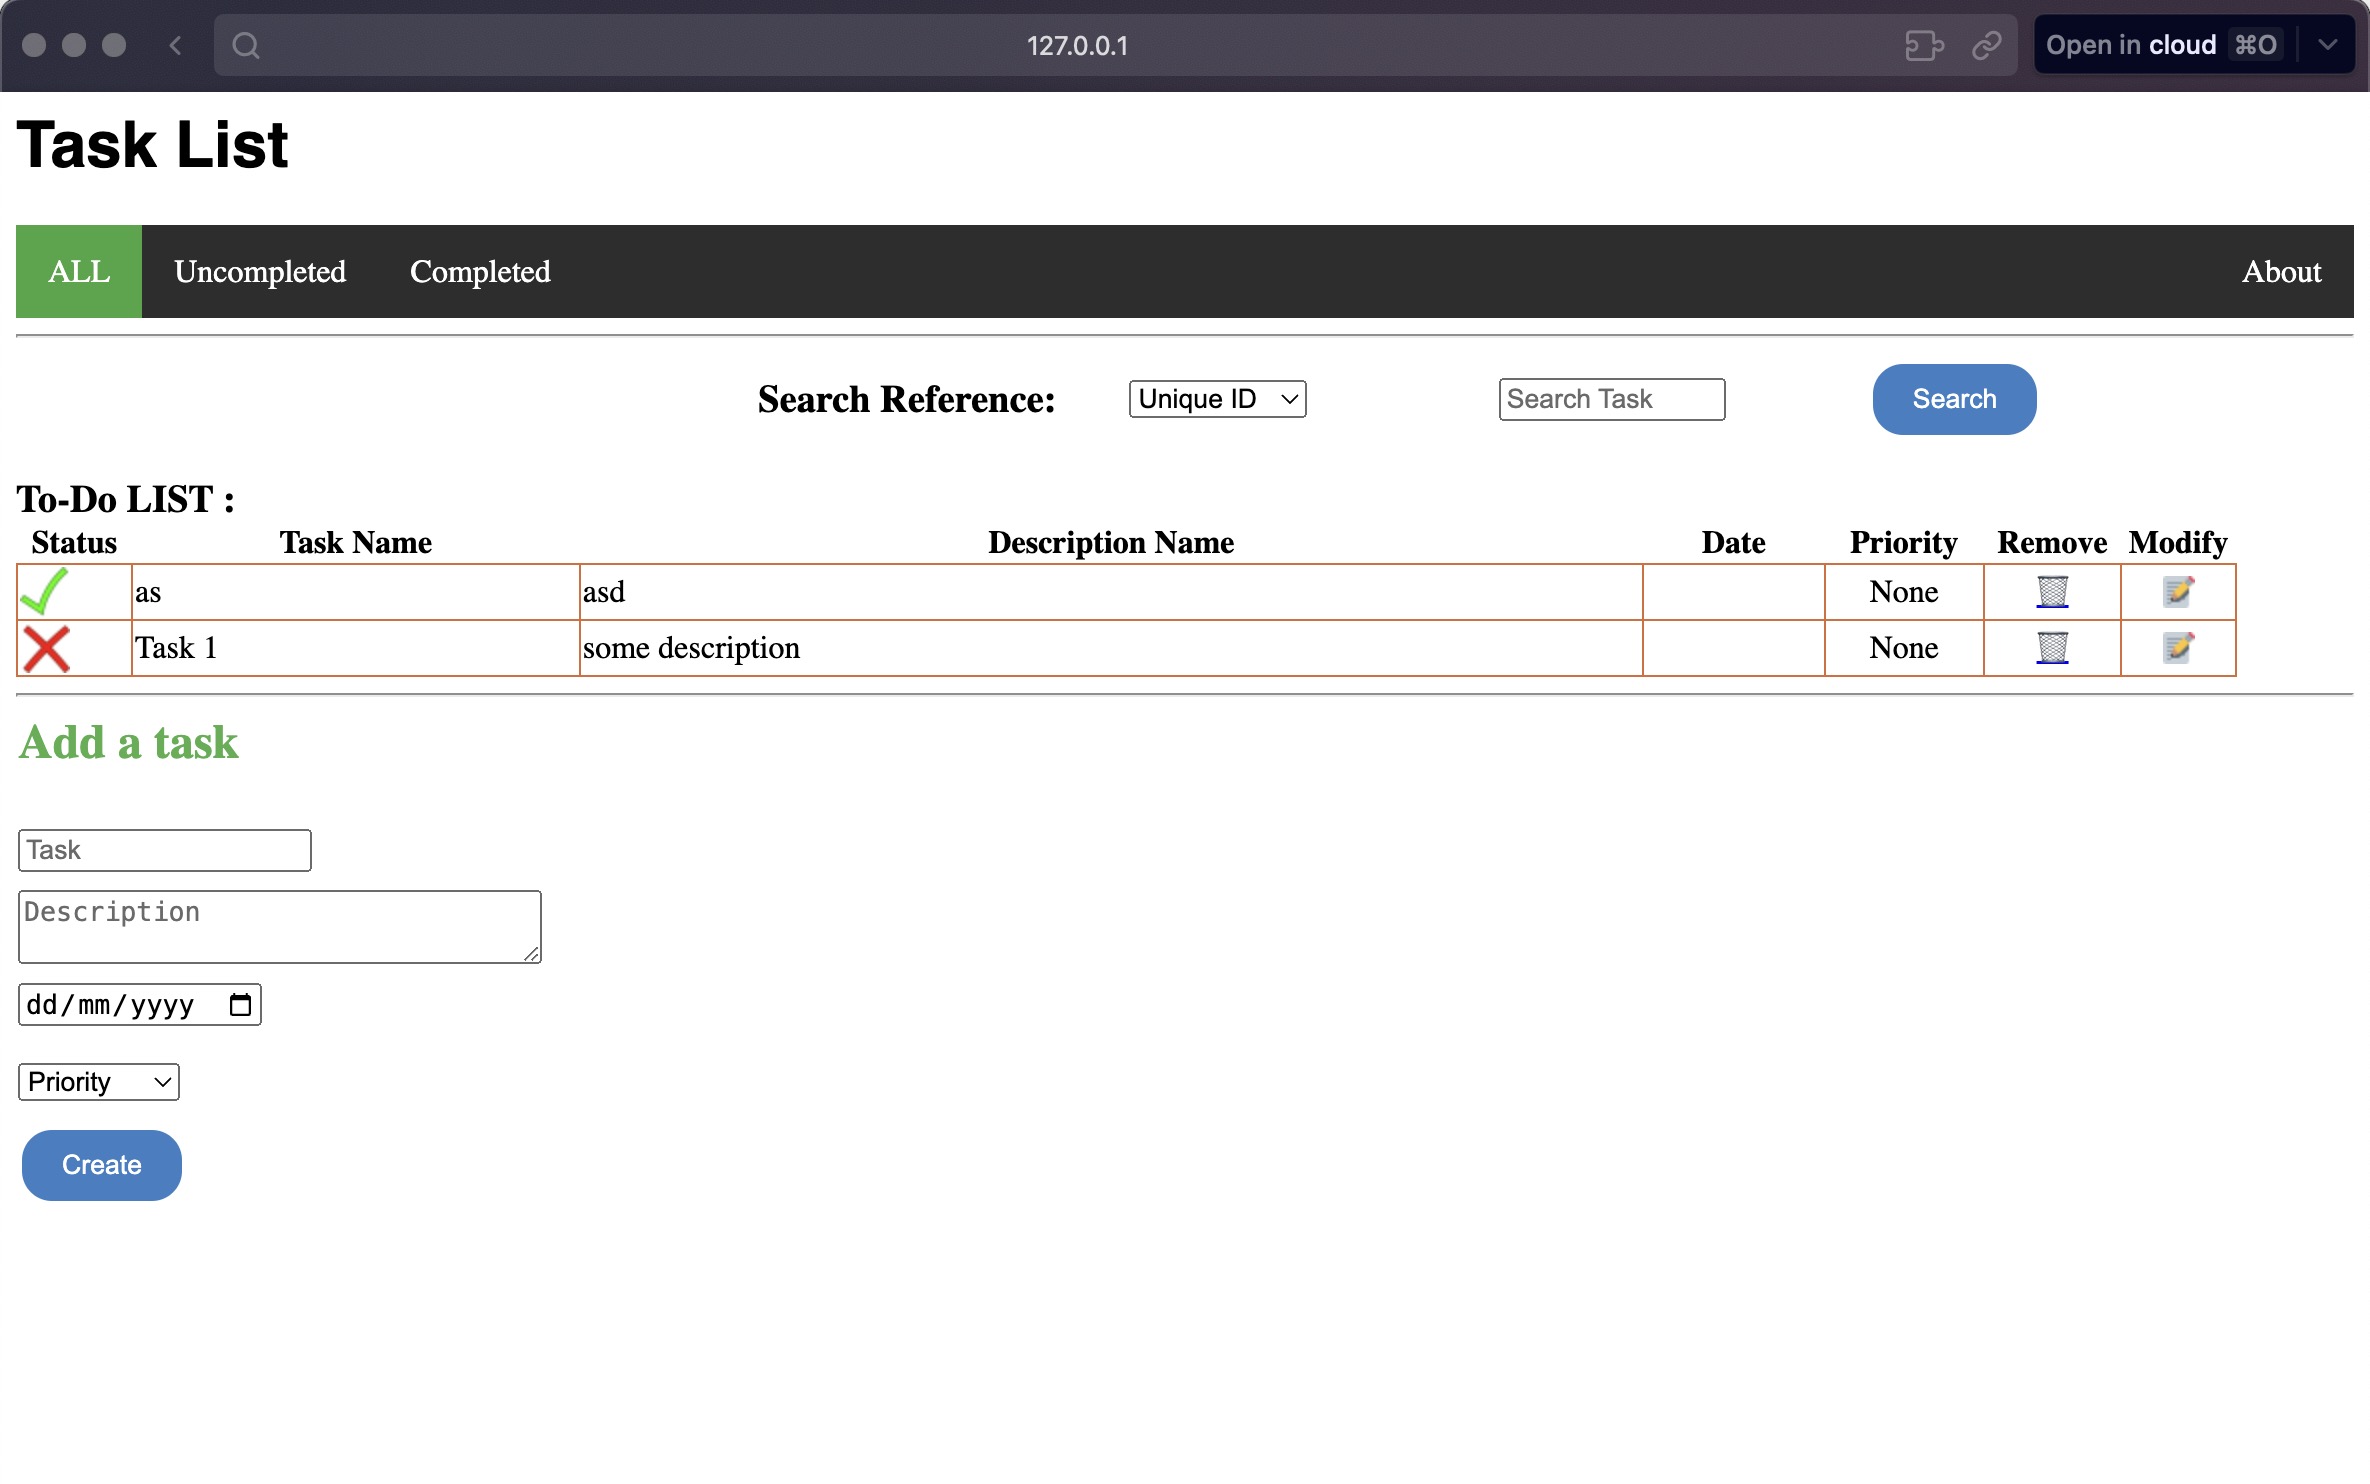 127.0.0.1
Open in cloud ⌘O
Task List
ALL Uncompleted Completed About
Search Reference: Unique ID Search Task Search
To-Do LIST :
Status Task Name Description Name Date Priority Remove Modify
as asd None
Task 1 some description None
Add a task
Task
Description
dd/mm/yyyy
Priority
Create